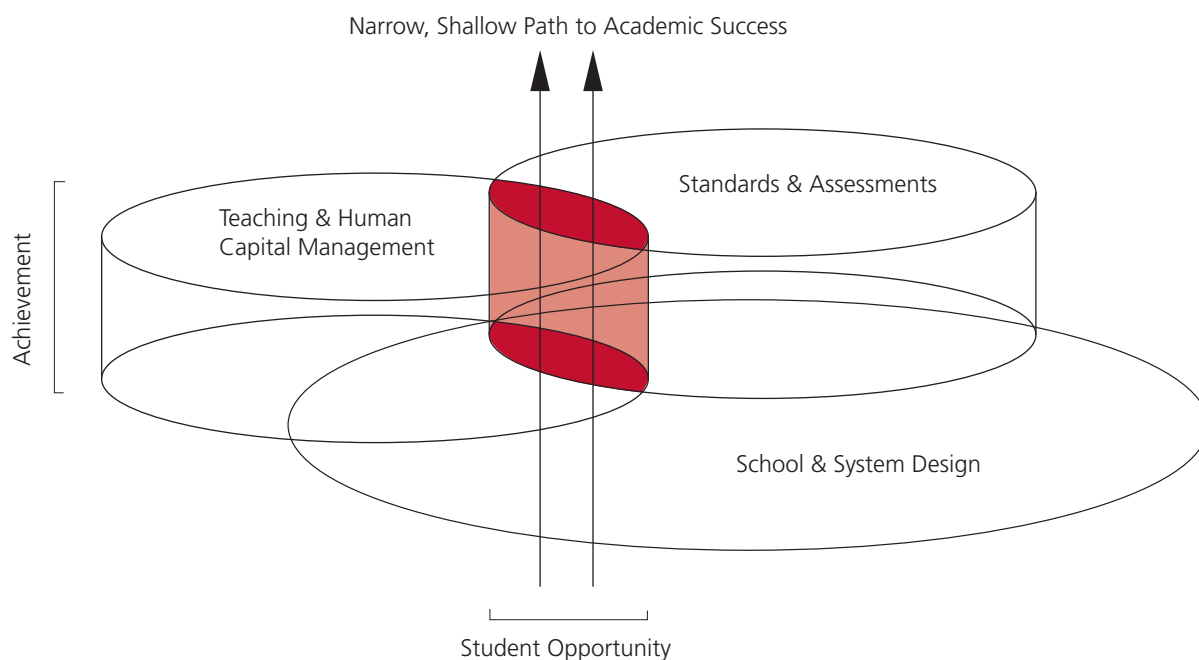 Narrow, Shallow Path to Academic Success
Standards & Assessments
Teaching & Human
Capital Management
Achievement
School & System Design
Student Opportunity